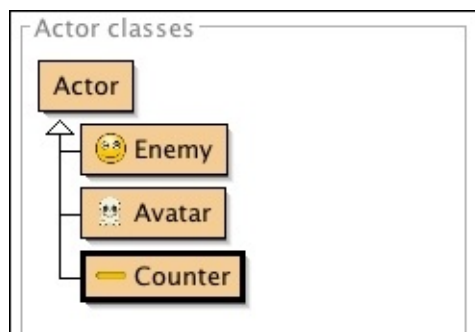 Actor classes
Actor
Enemy
Avatar
Counter